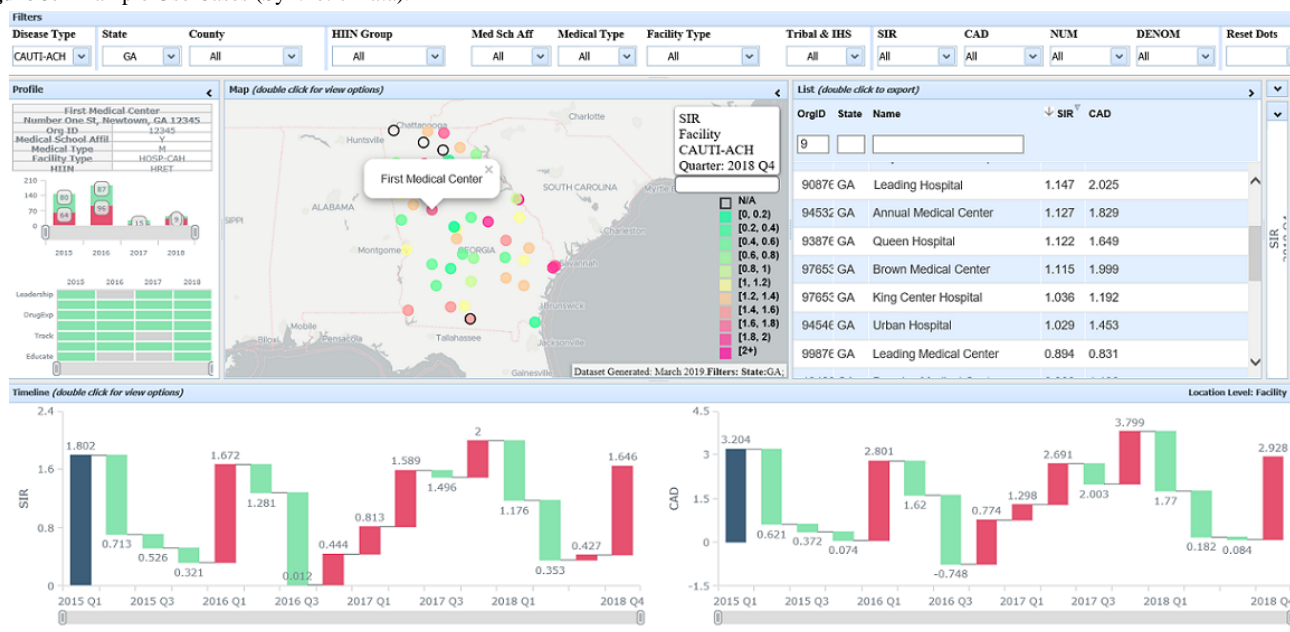 Filters
Disease Type State County HIIN Group Med Sch Aff Medical Type Facility Type Tribal & IHS SIR CAD NUM DENOM Reset Dots
CAUTI-ACH GA All All All All All All All All All All
Profile
First Medical Center
Number One St, Newtown, GA 12345
Org ID 12345
Medical School Affil Y
Medical Type M
Facility Type HOSP-CAH
HIIN HRET
210
140
70
0
80 87
64 96 15 9
2015 2016 2017 2018
2015 2016 2017 2018
Leadership
DrugExp
Track
Educate
Map (double click for view options)
Chattanooga
Charlotte
Huntsville
First Medical Center ×
SOUTH CAROLINA
ALABAMA
SIPPI
Charleston
Montgome
GEORGIA
Savannah
Brunswick
Mobile
Biloxi
Pensacola
Tallahassee
Jacksonville
Gainesville
SIR
Facility
CAUTI-ACH
Quarter: 2018 Q4
N/A
[0, 0.2)
[0.2, 0.4)
[0.4, 0.6)
[0.6, 0.8)
[0.8, 1)
[1, 1.2)
[1.2, 1.4)
[1.4, 1.6)
[1.6, 1.8)
[1.8, 2)
[2+)
Dataset Generated: March 2019.Filters: State:GA;
List (double click to export)
OrgID State Name SIR CAD
9
90876 GA Leading Hospital 1.147 2.025
94532 GA Annual Medical Center 1.127 1.829
93876 GA Queen Hospital 1.122 1.649
97653 GA Brown Medical Center 1.115 1.999
97653 GA King Center Hospital 1.036 1.192
94546 GA Urban Hospital 1.029 1.453
99876 GA Leading Medical Center 0.894 0.831
SIR
Timeline (double click for view options) Location Level: Facility
SIR
2.4
1.6
0.8
0
1.802
0.713
0.526
0.321
1.672
1.281
0.012
0.444
0.813
1.589
1.496
2
1.176
0.353
0.427
1.646
2015 Q1 2015 Q3 2016 Q1 2016 Q3 2017 Q1 2017 Q3 2018 Q1 2018 Q4
CAD
4.5
3
1.5
0
-1.5
3.204
0.621
0.372
0.074
2.801
1.62
-0.748
0.774
1.298
2.691
2.003
3.799
1.77
0.182
0.084
2.928
2015 Q1 2015 Q3 2016 Q1 2016 Q3 2017 Q1 2017 Q3 2018 Q1 2018 Q4